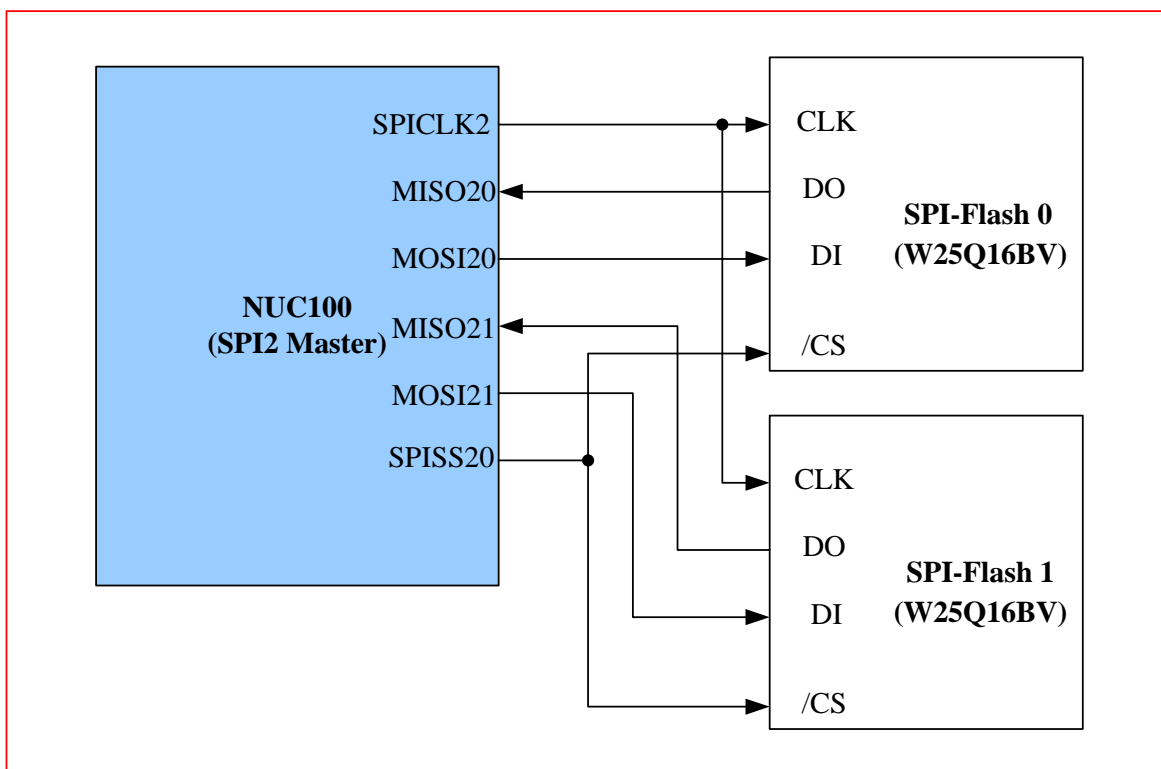 SPICLK2
MISO20
MOSI20
NUC100
(SPI2 Master)
MISO21
MOSI21
SPISS20
CLK
DO
SPI-Flash 0
(W25Q16BV)
DI
/CS
CLK
DO
SPI-Flash 1
(W25Q16BV)
DI
/CS